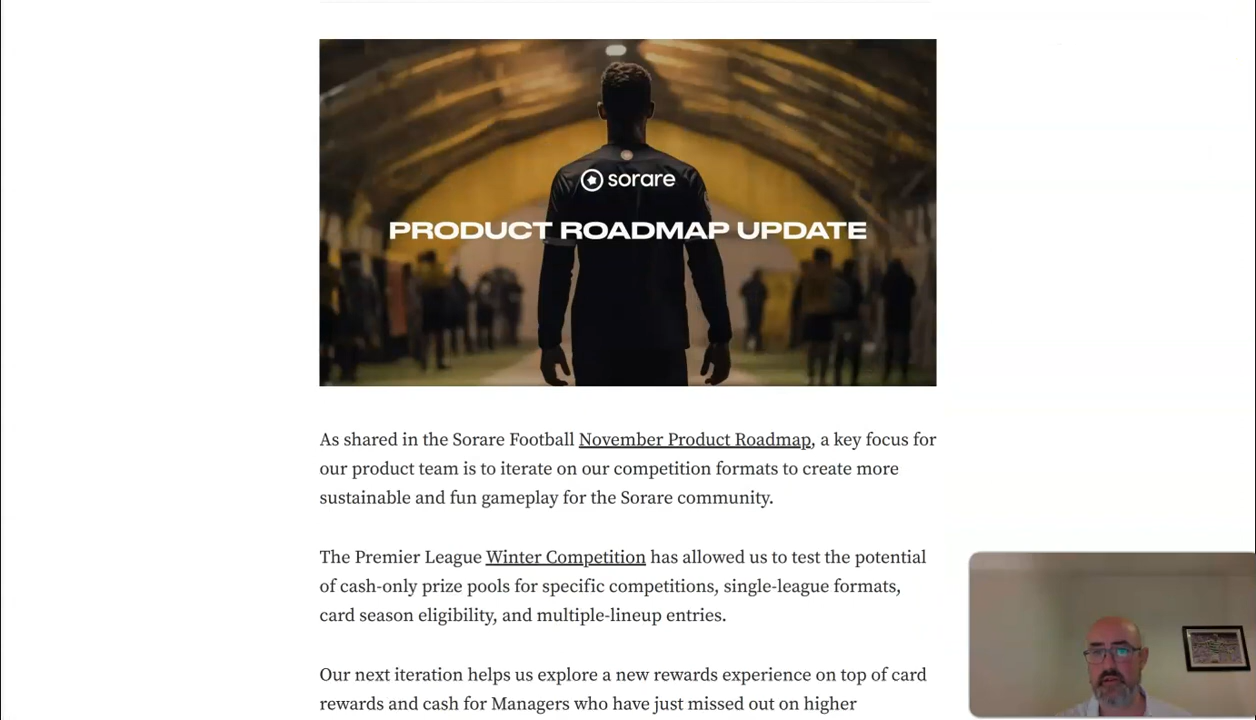 sorare
PRODUCT ROADMAP UPDATE
As shared in the Sorare Football November Product Roadmap, a key focus for
our product team is to iterate on our competition formats to create more
sustainable and fun gameplay for the Sorare community.
The Premier League Winter Competition has allowed us to test the potential
of cash-only prize pools for specific competitions, single-league formats,
card season eligibility, and multiple-lineup entries.
Our next iteration helps us explore a new rewards experience on top of card
rewards and cash for Managers who have just missed out on higher